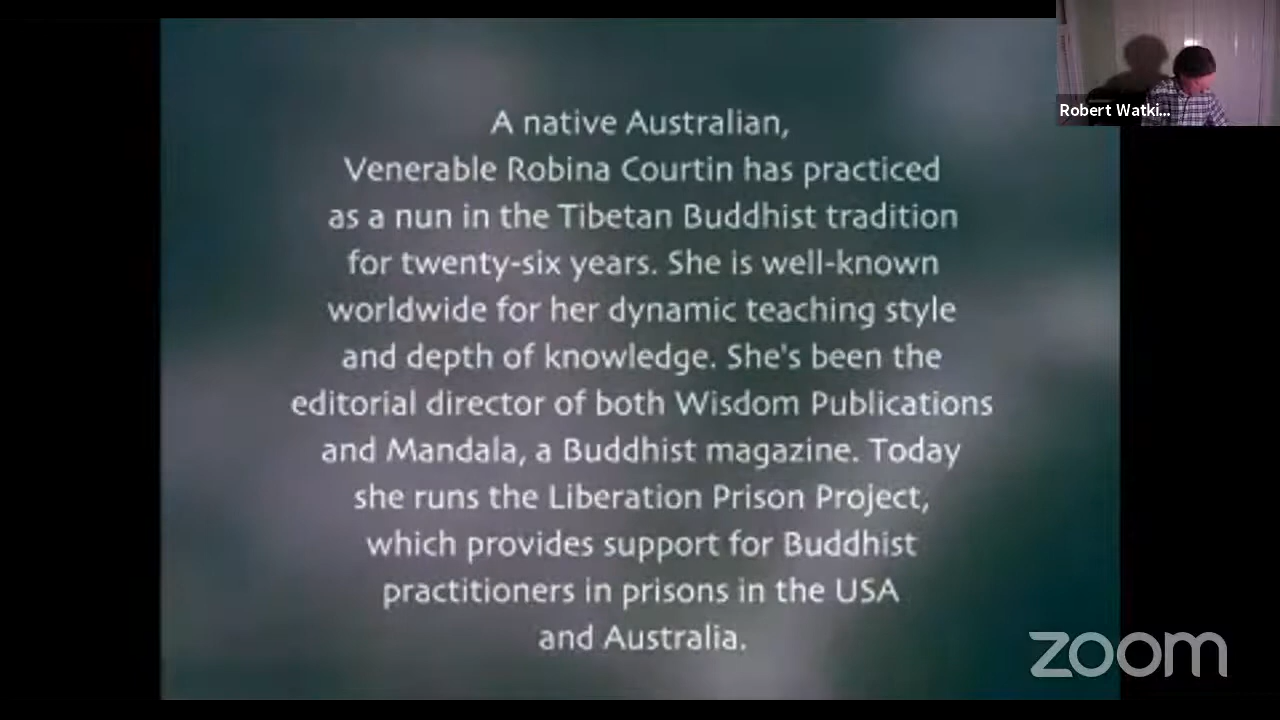 A native Australian,
Venerable Robina Courtin has practiced
as a nun in the Tibetan Buddhist tradition
for twenty-six years. She is well-known
worldwide for her dynamic teaching style
and depth of knowledge. She's been the
editorial director of both Wisdom Publications
and Mandala, a Buddhist magazine. Today
she runs the Liberation Prison Project,
which provides support for Buddhist
practitioners in prisons in the USA
and Australia.
Robert Watki...
zoom